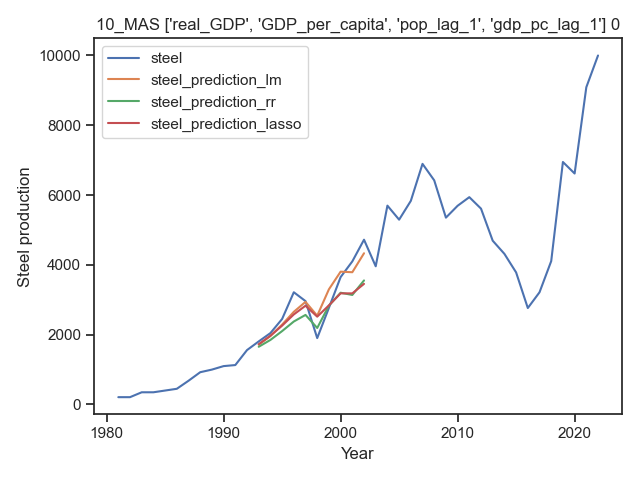 10_MAS ['real_GDP', 'GDP_per_capita', 'pop_lag_1', 'gdp_pc_lag_1'] 0
steel
steel_prediction_lm
steel_prediction_rr
steel_prediction_lasso
Steel production
10000
8000
6000
4000
2000
0
1980
1990
2000
2010
2020
Year